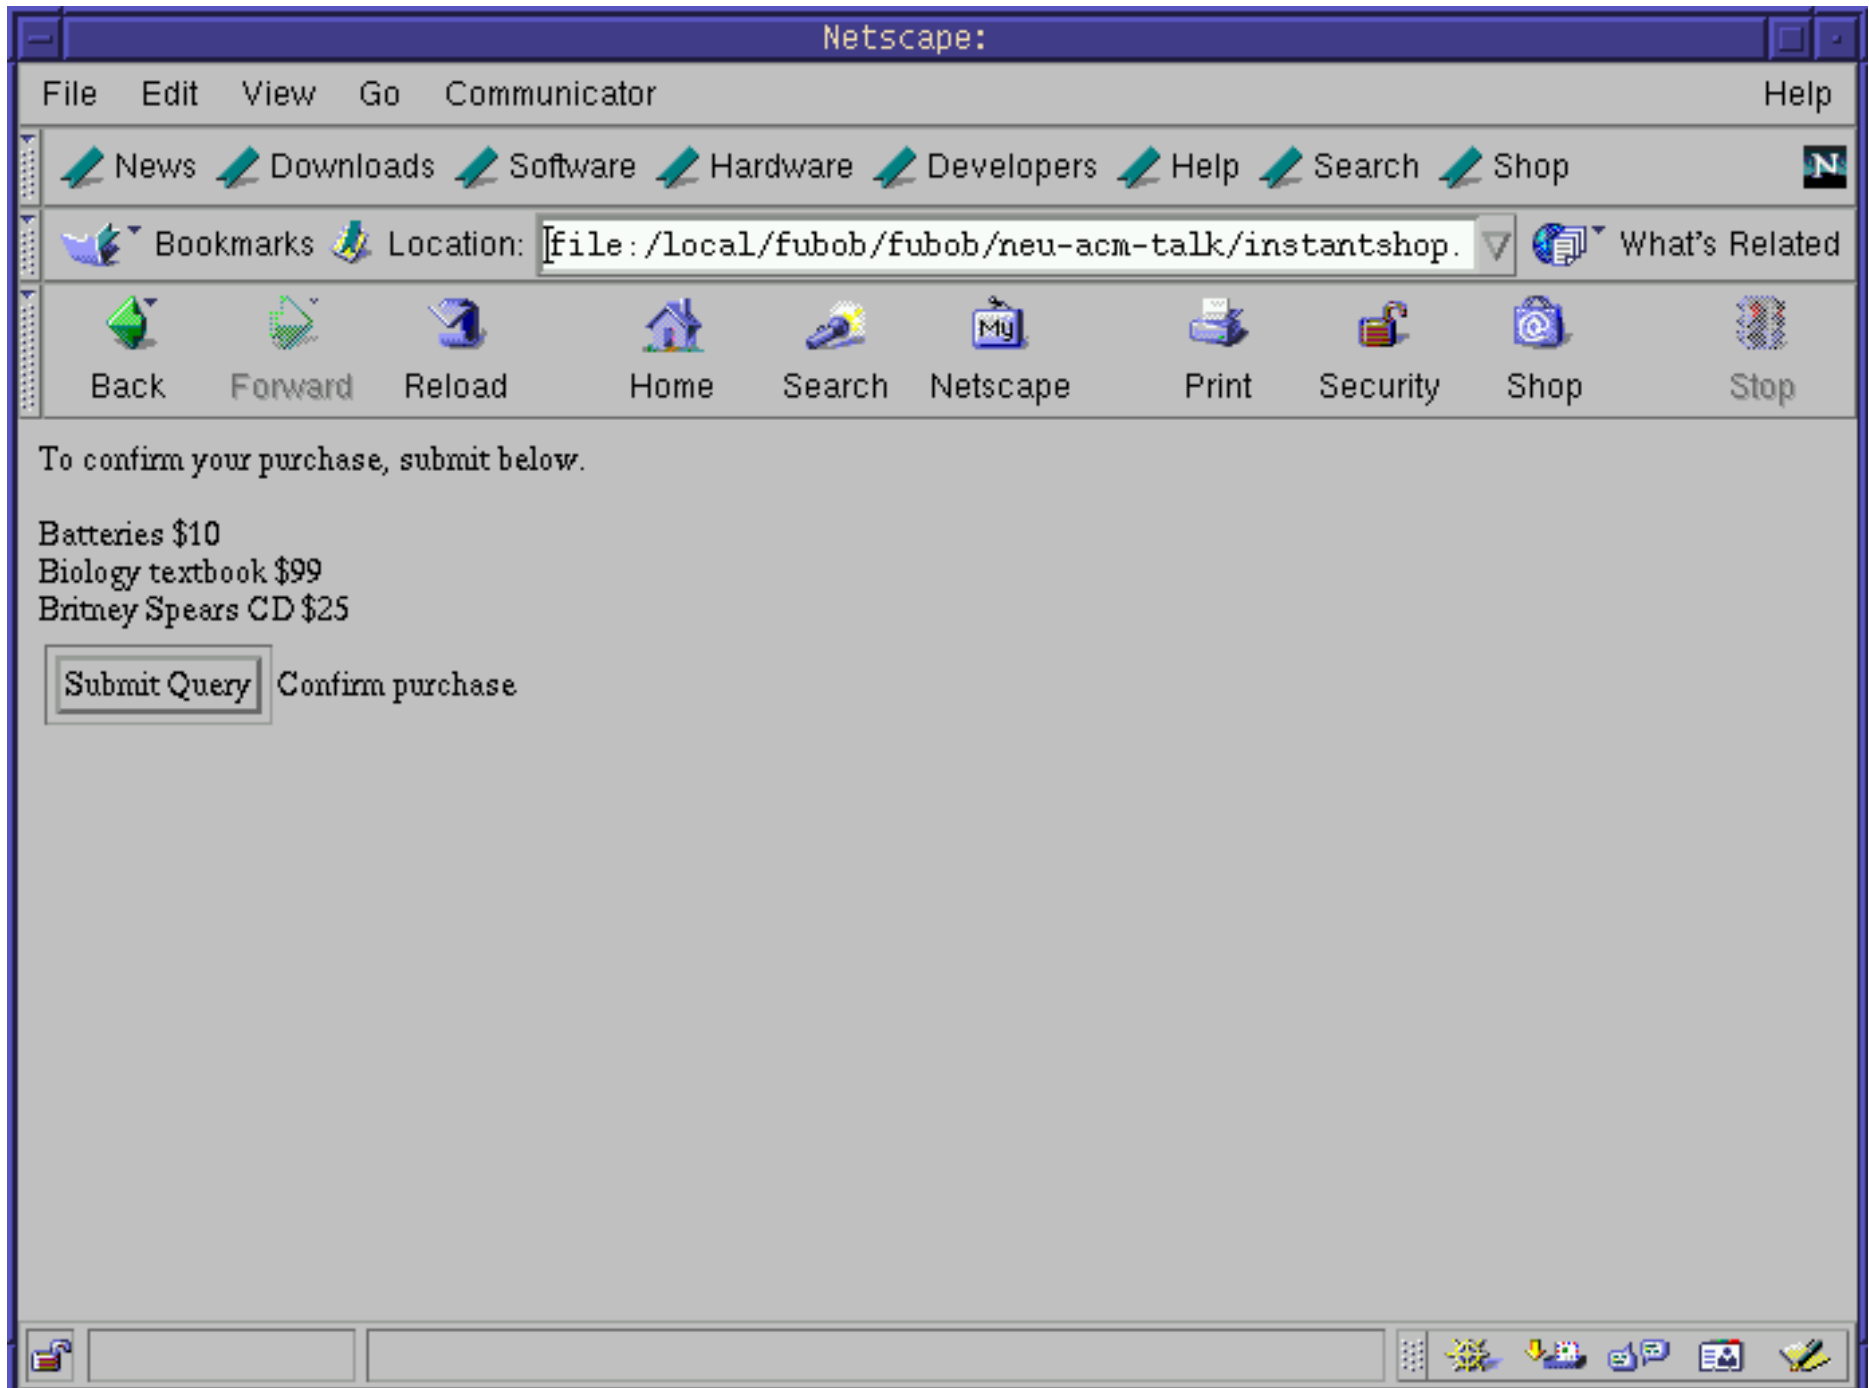 Netscape:
File Edit View Go Communicator Help
News Downloads Software Hardware Developers Help Search Shop N
Bookmarks Location: file:/local/fubob/fubob/neu-acm-talk/instantshop. What's Related
My
Back Forward Reload Home Search Netscape Print Security Shop Stop
To confirm your purchase, submit below.
Batteries $10
Biology textbook $99
Britney Spears CD $25
Submit Query Confirm purchase